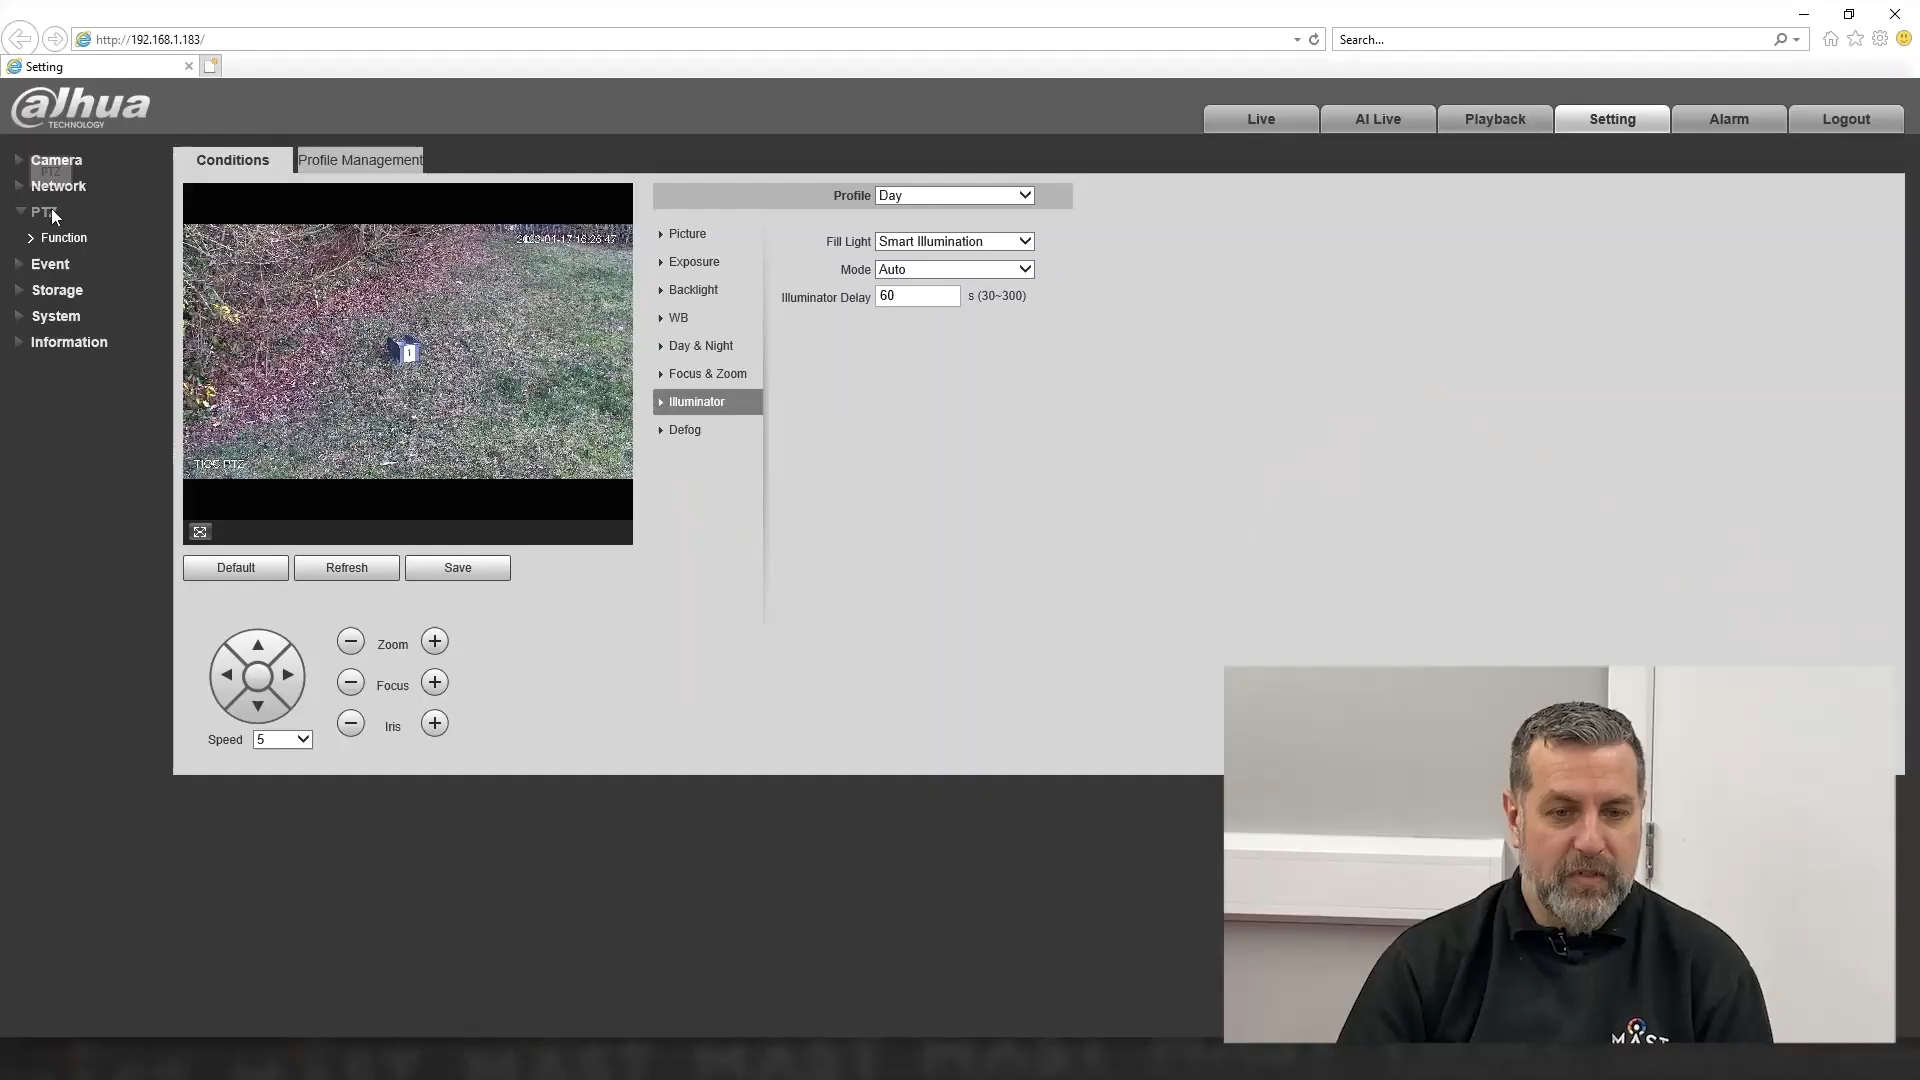 http://192.168.1.183/
Search...
Setting
alhua
TECHNOLOGY
Live
AI Live
Playback
Setting
Alarm
Logout
Camera
PTZ
Network
PTZ
Function
Event
Storage
System
Information
Conditions
Profile Management
1
Default
Refresh
Save
Zoom
Focus
Iris
Speed 5
Profile Day
Picture
Exposure
Backlight
WB
Day & Night
Focus & Zoom
Illuminator
Defog
Fill Light Smart Illumination
Mode Auto
Illuminator Delay 60 s (30~300)
MAST